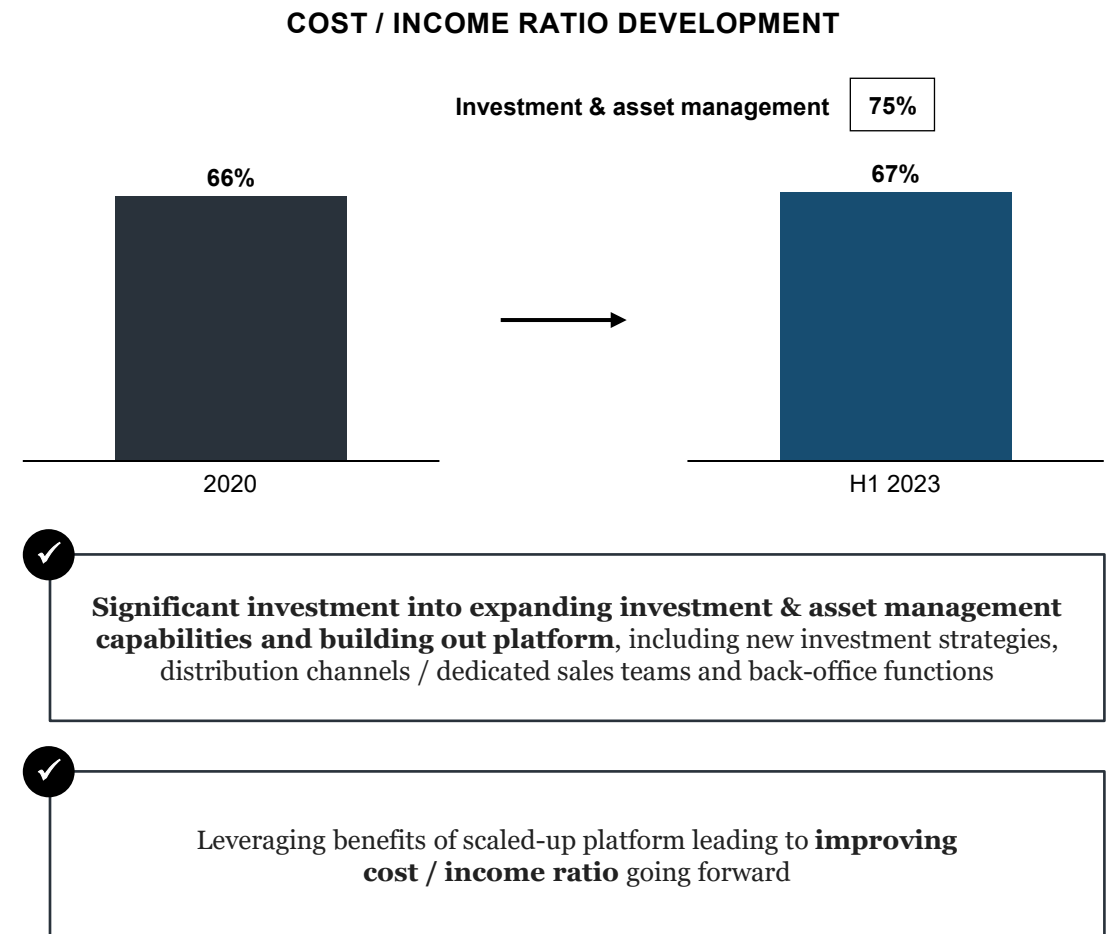 COST / INCOME RATIO DEVELOPMENT
Investment & asset management 75%
66%
67%
2020
H1 2023
Significant investment into expanding investment & asset management
capabilities and building out platform, including new investment strategies,
distribution channels / dedicated sales teams and back-office functions
Leveraging benefits of scaled-up platform leading to improving
cost / income ratio going forward